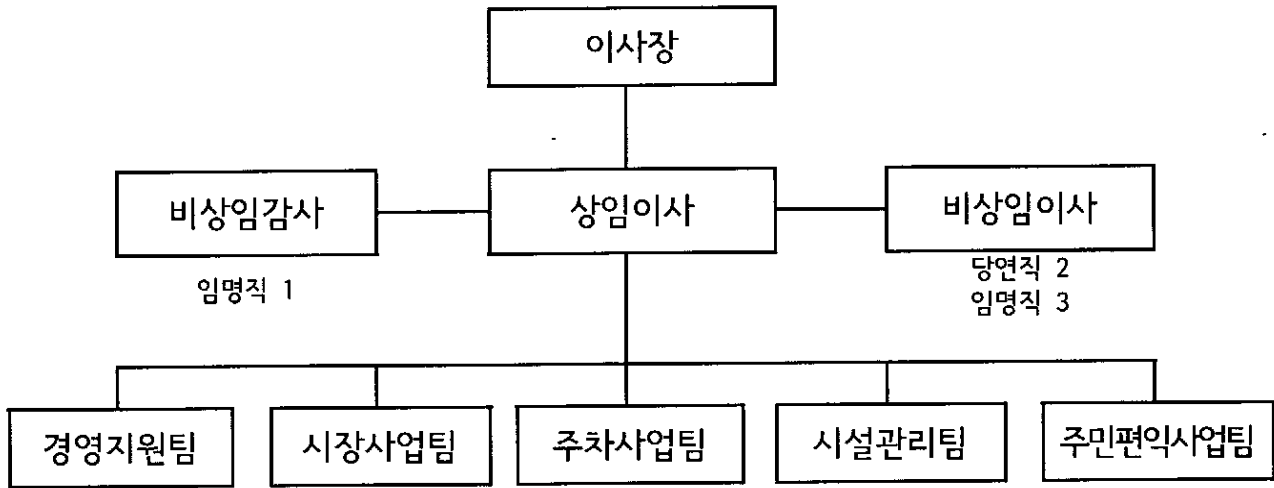 이사장
비상임감사
상임이사
비상임이사
임명직 1
당연직 2
임명직 3
경영지원팀
시장사업팀
주차사업팀
시설관리팀
주민편익사업팀